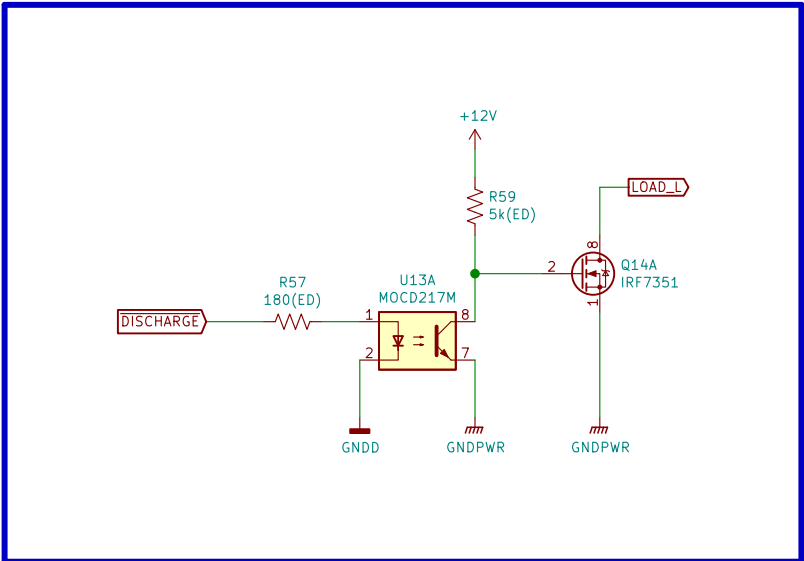 +12V
R59
5k(ED)
LOAD_L
8
2
Q14A
IRF7351
1
R57
180(ED)
U13A
MOCD217M
DISCHARGE
1
8
2
7
GNDD
GNDPWR
GNDPWR